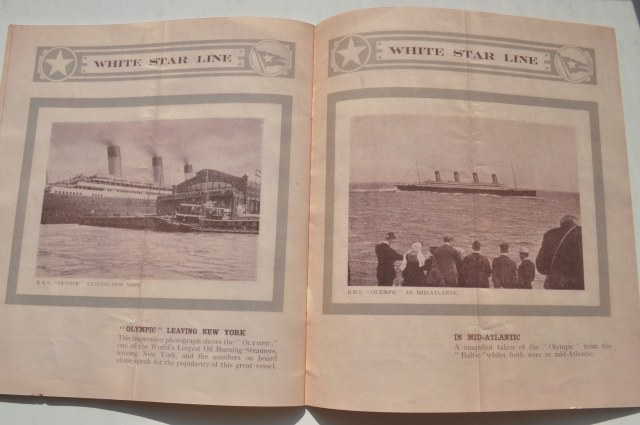 WHITE STAR LINE
R.M.S. "OLYMPIC" LEAVING NEW YORK
"OLYMPIC" LEAVING NEW YORK
This impressive photograph shows the "OLYMPIC,"
one of the World's Largest Oil Burning Steamers,
leaving New York, and the numbers on board
alone speak for the popularity of this great vessel.
WHITE STAR LINE
R.M.S. "OLYMPIC" IN MID-ATLANTIC
IN MID-ATLANTIC
A snapshot taken of the "Olympic" from the
"Baltic" whilst both were in mid-Atlantic.